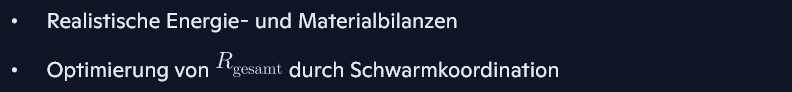 • Realistische Energie- und Materialbilanzen
• Optimierung von R_gesamt durch Schwarmkoordination